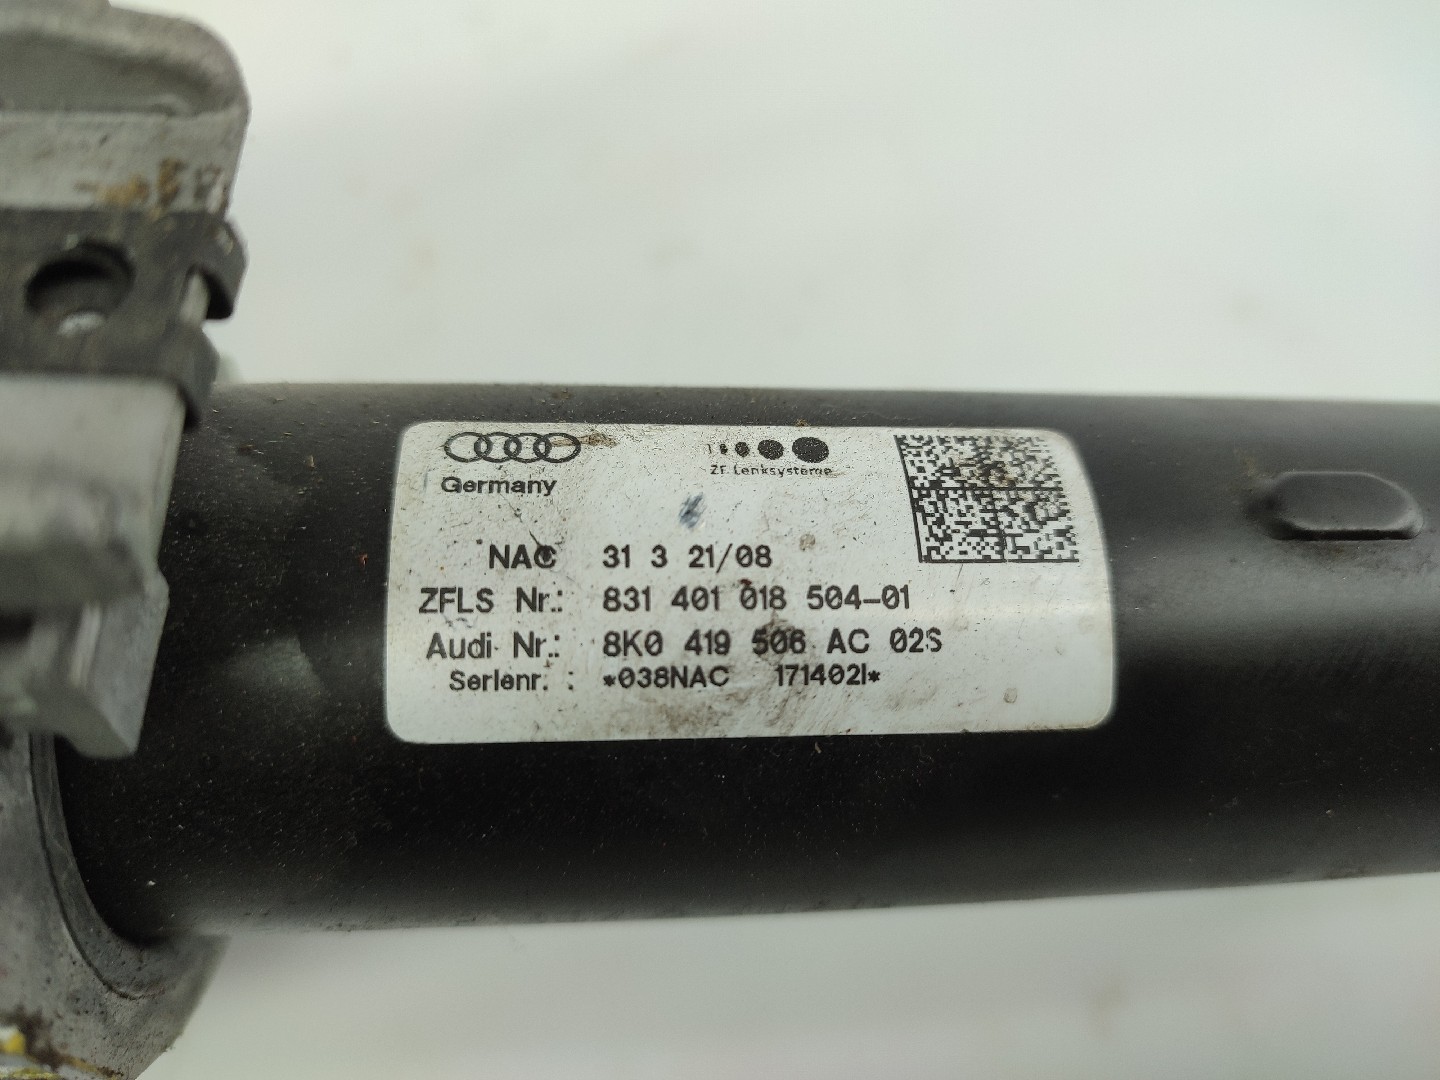 Germany
ZF Lenksysteme
NAC 31 3 21/08
ZFLS Nr.: 831 401 018 504-01
Audi Nr.: 8K0 419 506 AC 02S
Serienr. : *038NAC 171402I*